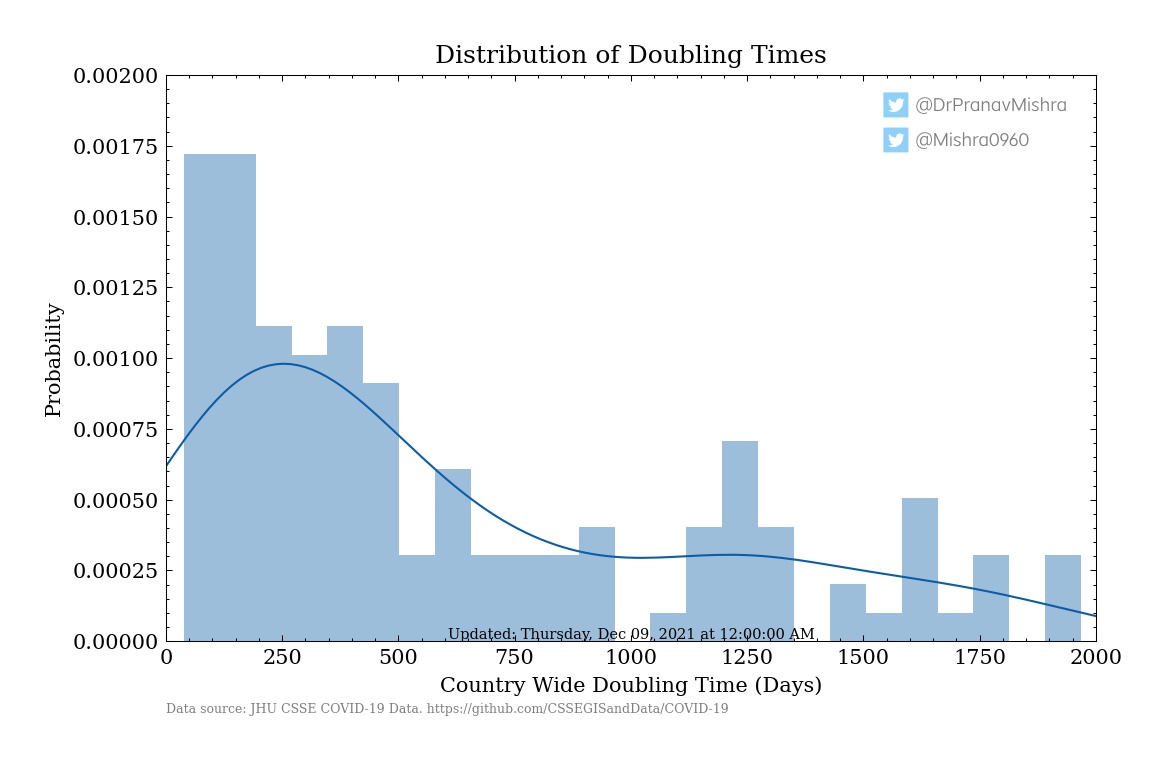 Distribution of Doubling Times
@DrPranavMishra
@Mishra0960
0.00200
0.00175
0.00150
0.00125
0.00100
0.00075
0.00050
0.00025
0.00000
Probability
Updated: Thursday, Dec 09, 2021 at 12:00:00 AM
0 250 500 750 1000 1250 1500 1750 2000
Country Wide Doubling Time (Days)
Data source: JHU CSSE COVID-19 Data. https://github.com/CSSEGISandData/COVID-19